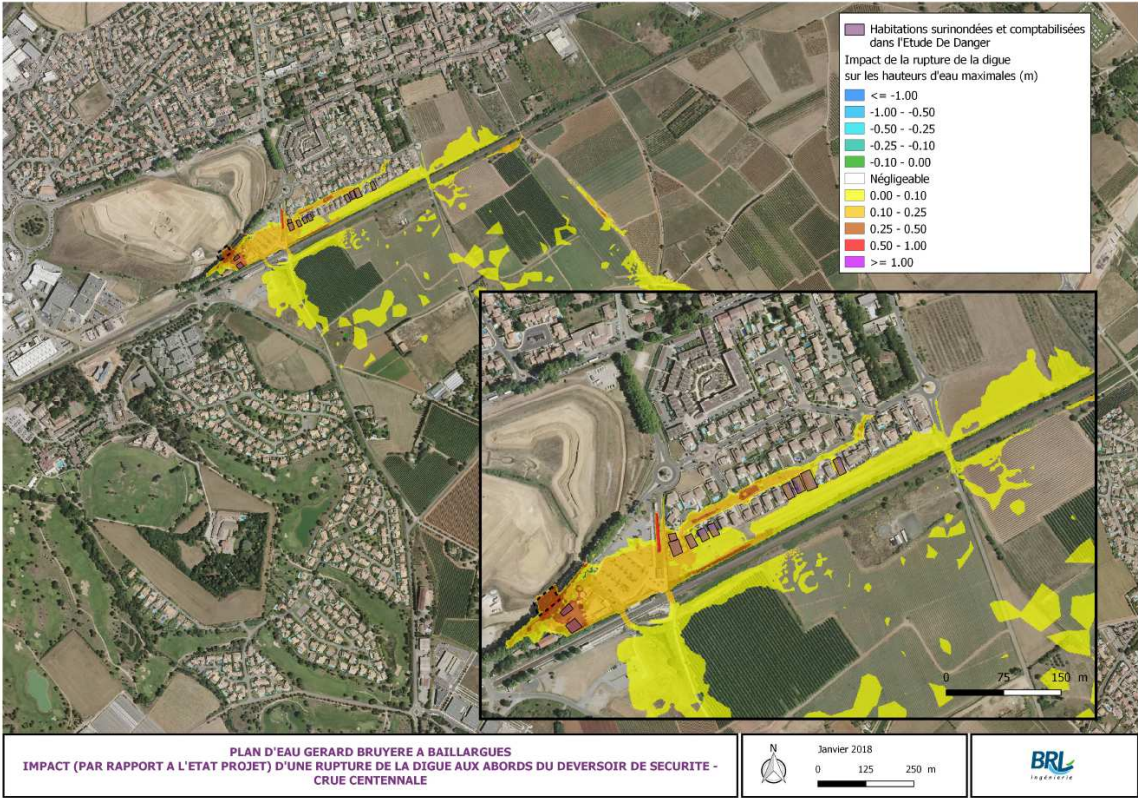 Habitations surinondées et comptabilisées
dans l'Etude De Danger
Impact de la rupture de la digue
sur les hauteurs d'eau maximales (m)
<= -1.00
-1.00 - -0.50
-0.50 - -0.25
-0.25 - -0.10
-0.10 - 0.00
Négligeable
0.00 - 0.10
0.10 - 0.25
0.25 - 0.50
0.50 - 1.00
>= 1.00
0 75 150 m
PLAN D'EAU GERARD BRUYERE A BAILLARGUES
IMPACT (PAR RAPPORT A L'ETAT PROJET) D'UNE RUPTURE DE LA DIGUE AUX ABORDS DU DEVERSOIR DE SECURITE -
CRUE CENTENNALE
N
Janvier 2018
0 125 250 m
BRL
Ingénierie